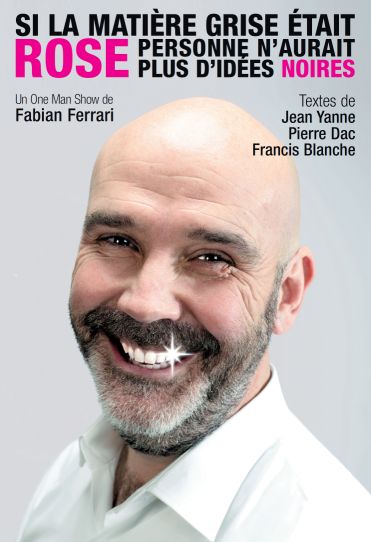 SI LA MATIÈRE GRISE ÉTAIT
ROSE PERSONNE N'AURAIT
PLUS D'IDÉES NOIRES
Un One Man Show de
Fabian Ferrari
Textes de
Jean Yanne
Pierre Dac
Francis Blanche